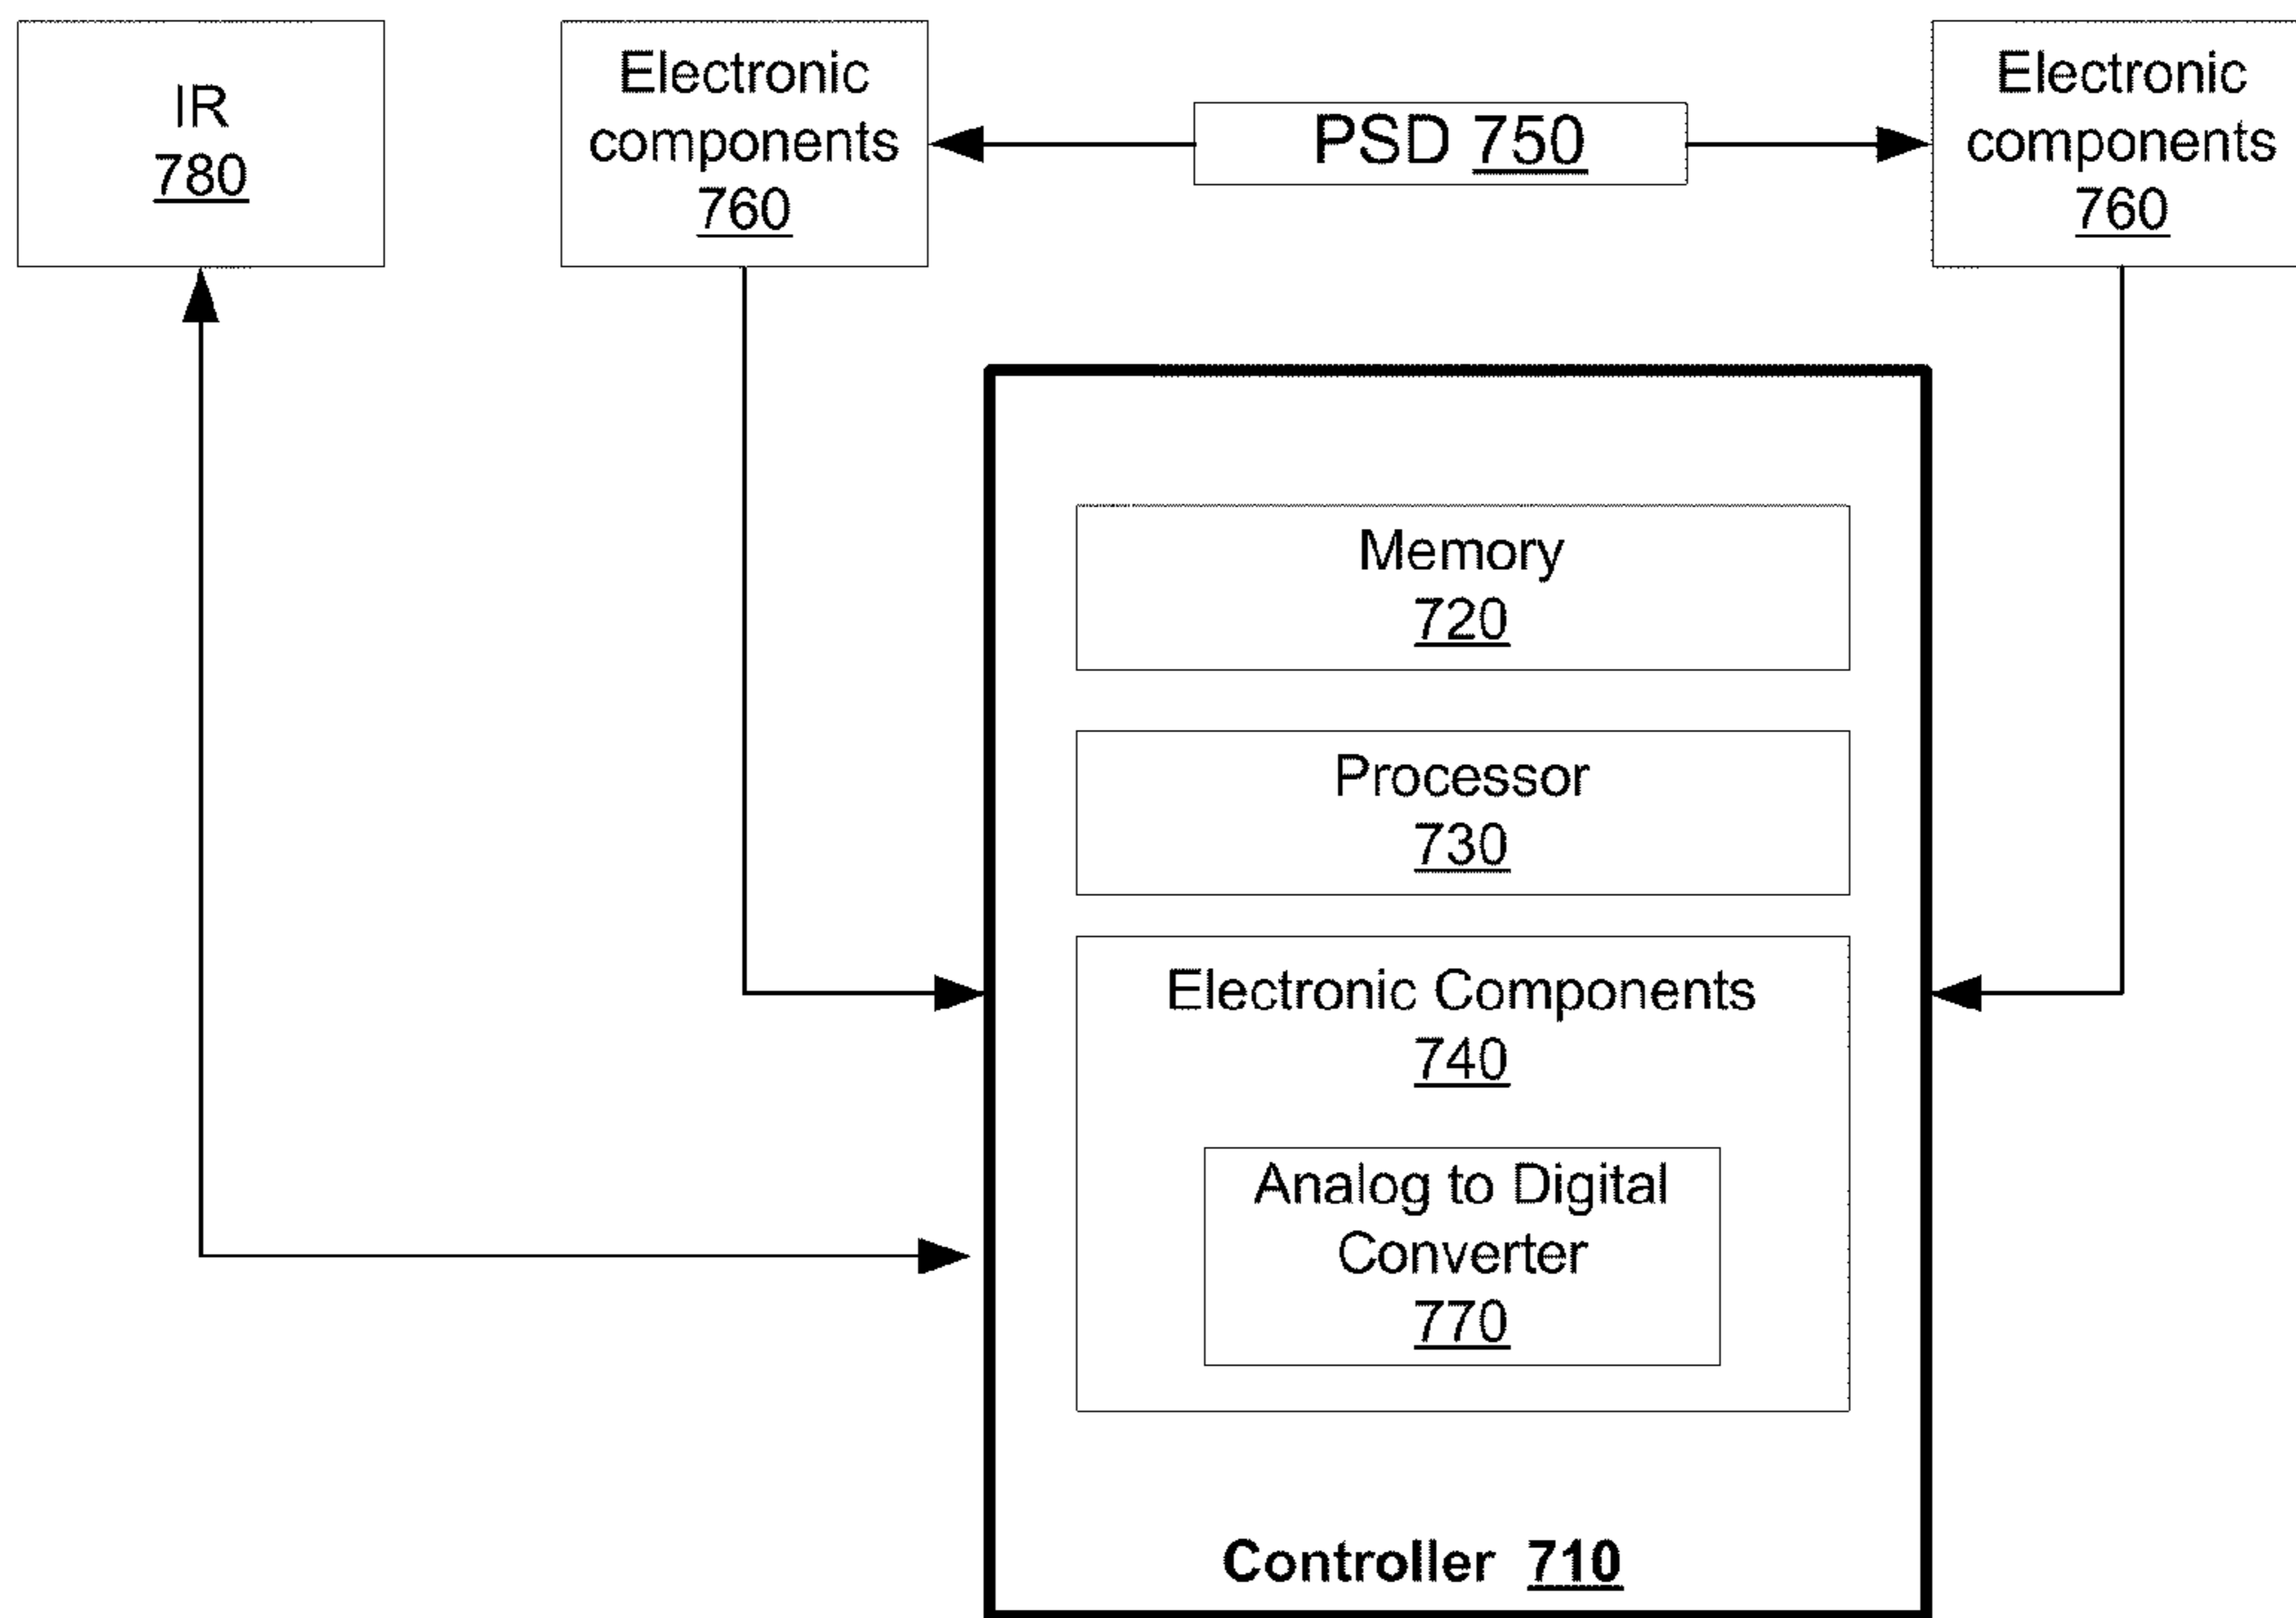 IR
780
Electronic
components
760
PSD 750
Electronic
components
760
Memory
720
Processor
730
Electronic Components
740
Analog to Digital
Converter
770
Controller 710